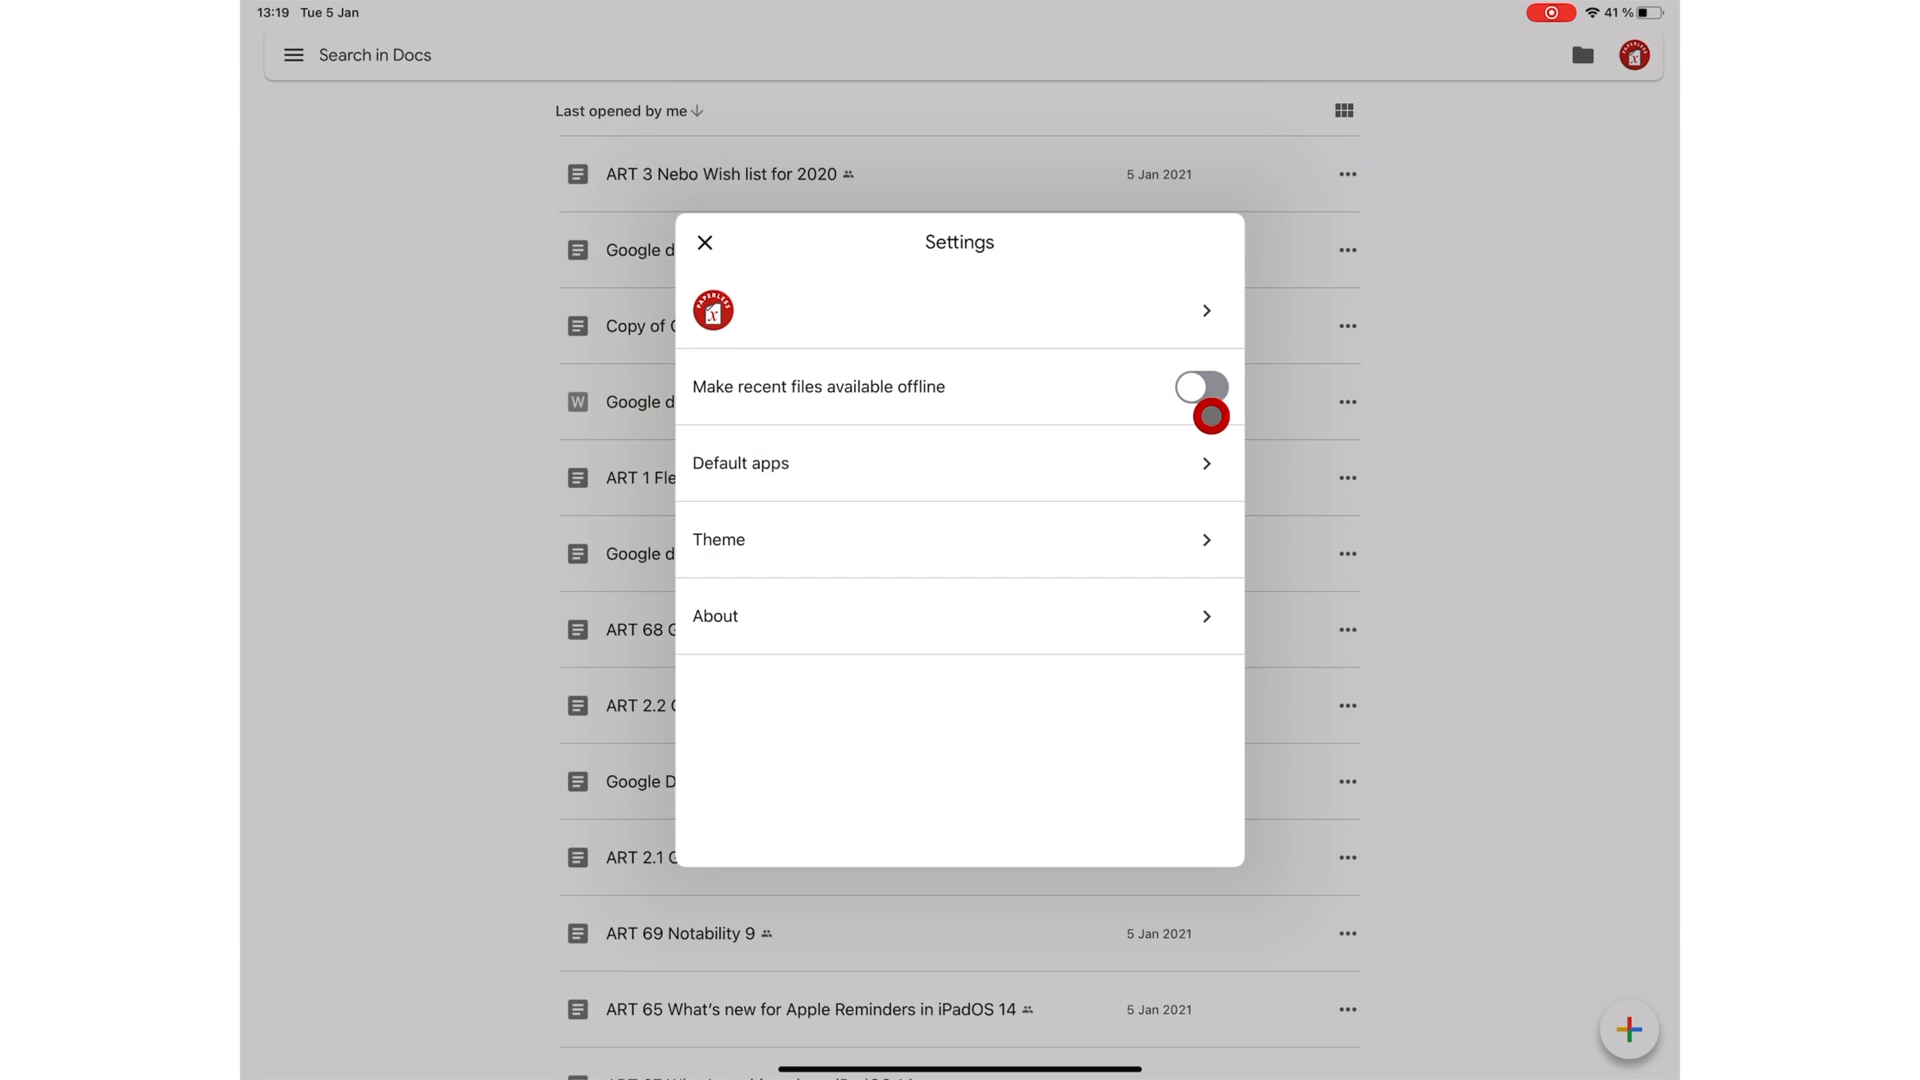 13:19 Tue 5 Jan
41 %
Search in Docs
PAPERLESS
x
Last opened by me
ART 3 Nebo Wish list for 2020
5 Jan 2021
Google d
Settings
PAPERLESS
x
Copy of
Make recent files available offline
W
Google d
Default apps
ART 1 Fle
Theme
Google d
About
ART 68
ART 2.2
Google D
ART 2.1
ART 69 Notability 9
5 Jan 2021
ART 65 What's new for Apple Reminders in iPadOS 14
5 Jan 2021